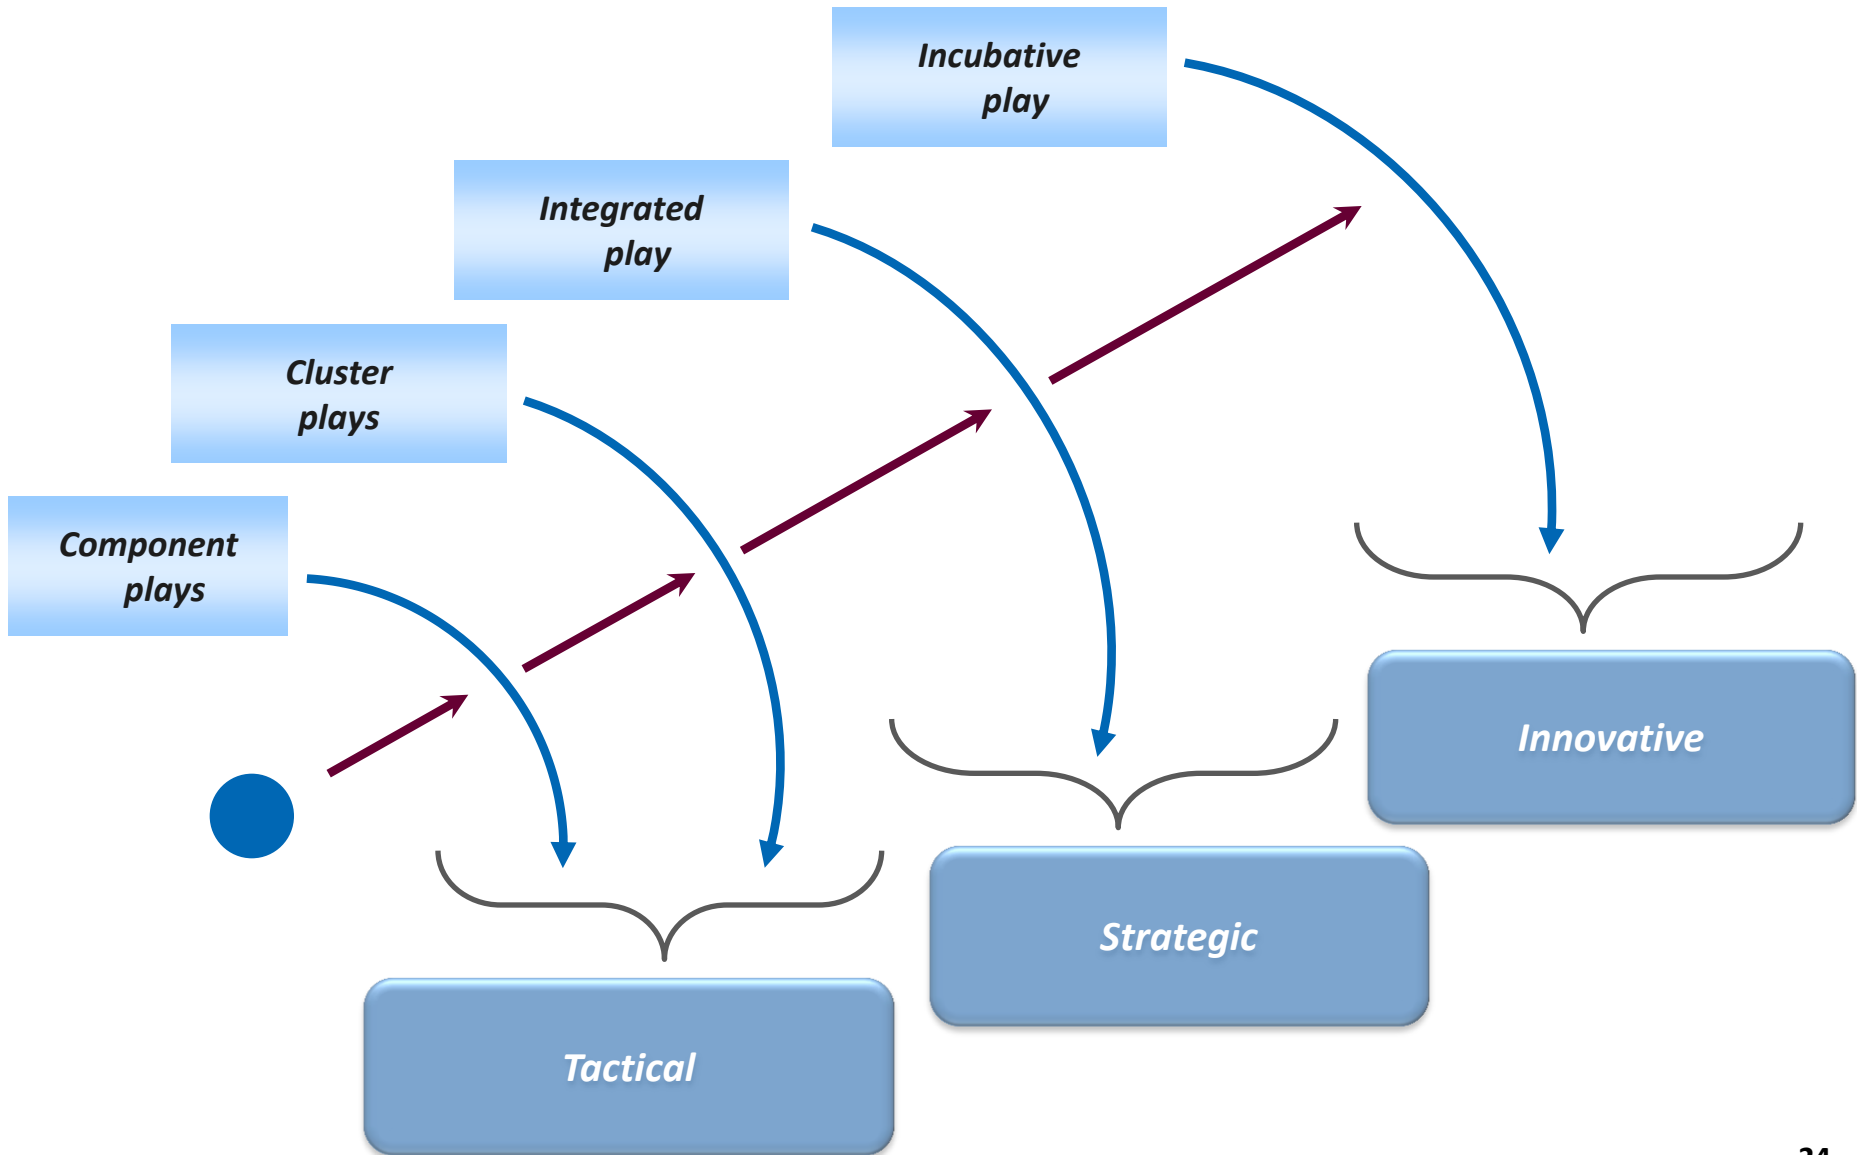 Incubative
play
Integrated
play
Cluster
plays
Component
plays
Innovative
Strategic
Tactical